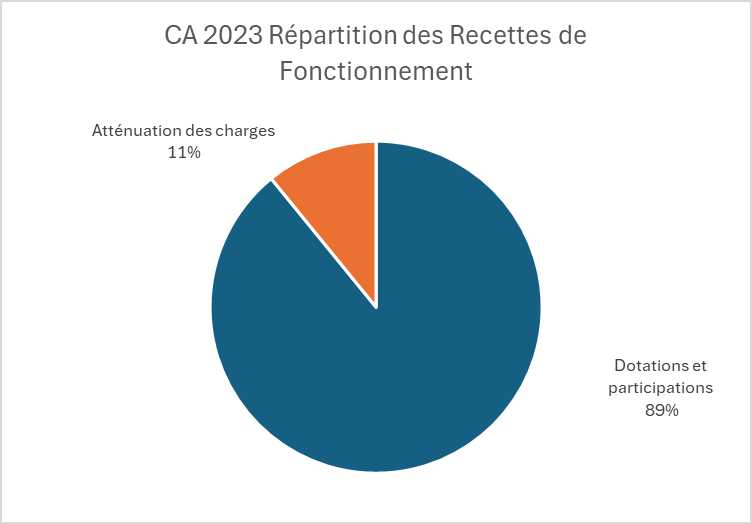 CA 2023 Répartition des Recettes de
Fonctionnement
Atténuation des charges
11%
Dotations et
participations
89%